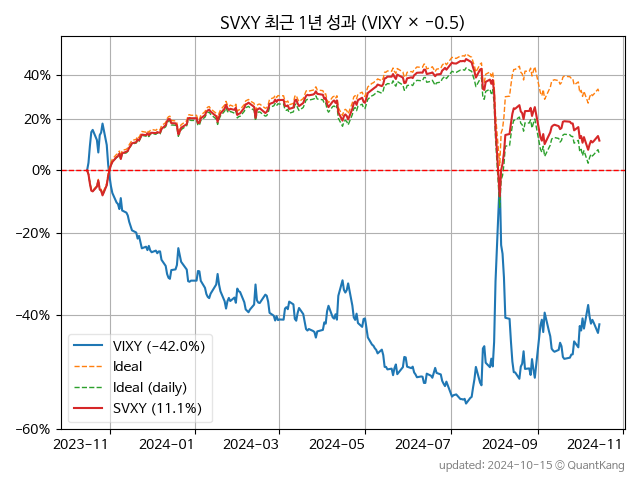 SVXY 최근 1년 성과 (VIXY × −0.5)
40%
20%
0%
−20%
−40%
−60%
VIXY (−42.0%)
Ideal
Ideal (daily)
SVXY (11.1%)
2023−11 2024−01 2024−03 2024−05 2024−07 2024−09 2024−11
updated: 2024-10-15 © QuantKang